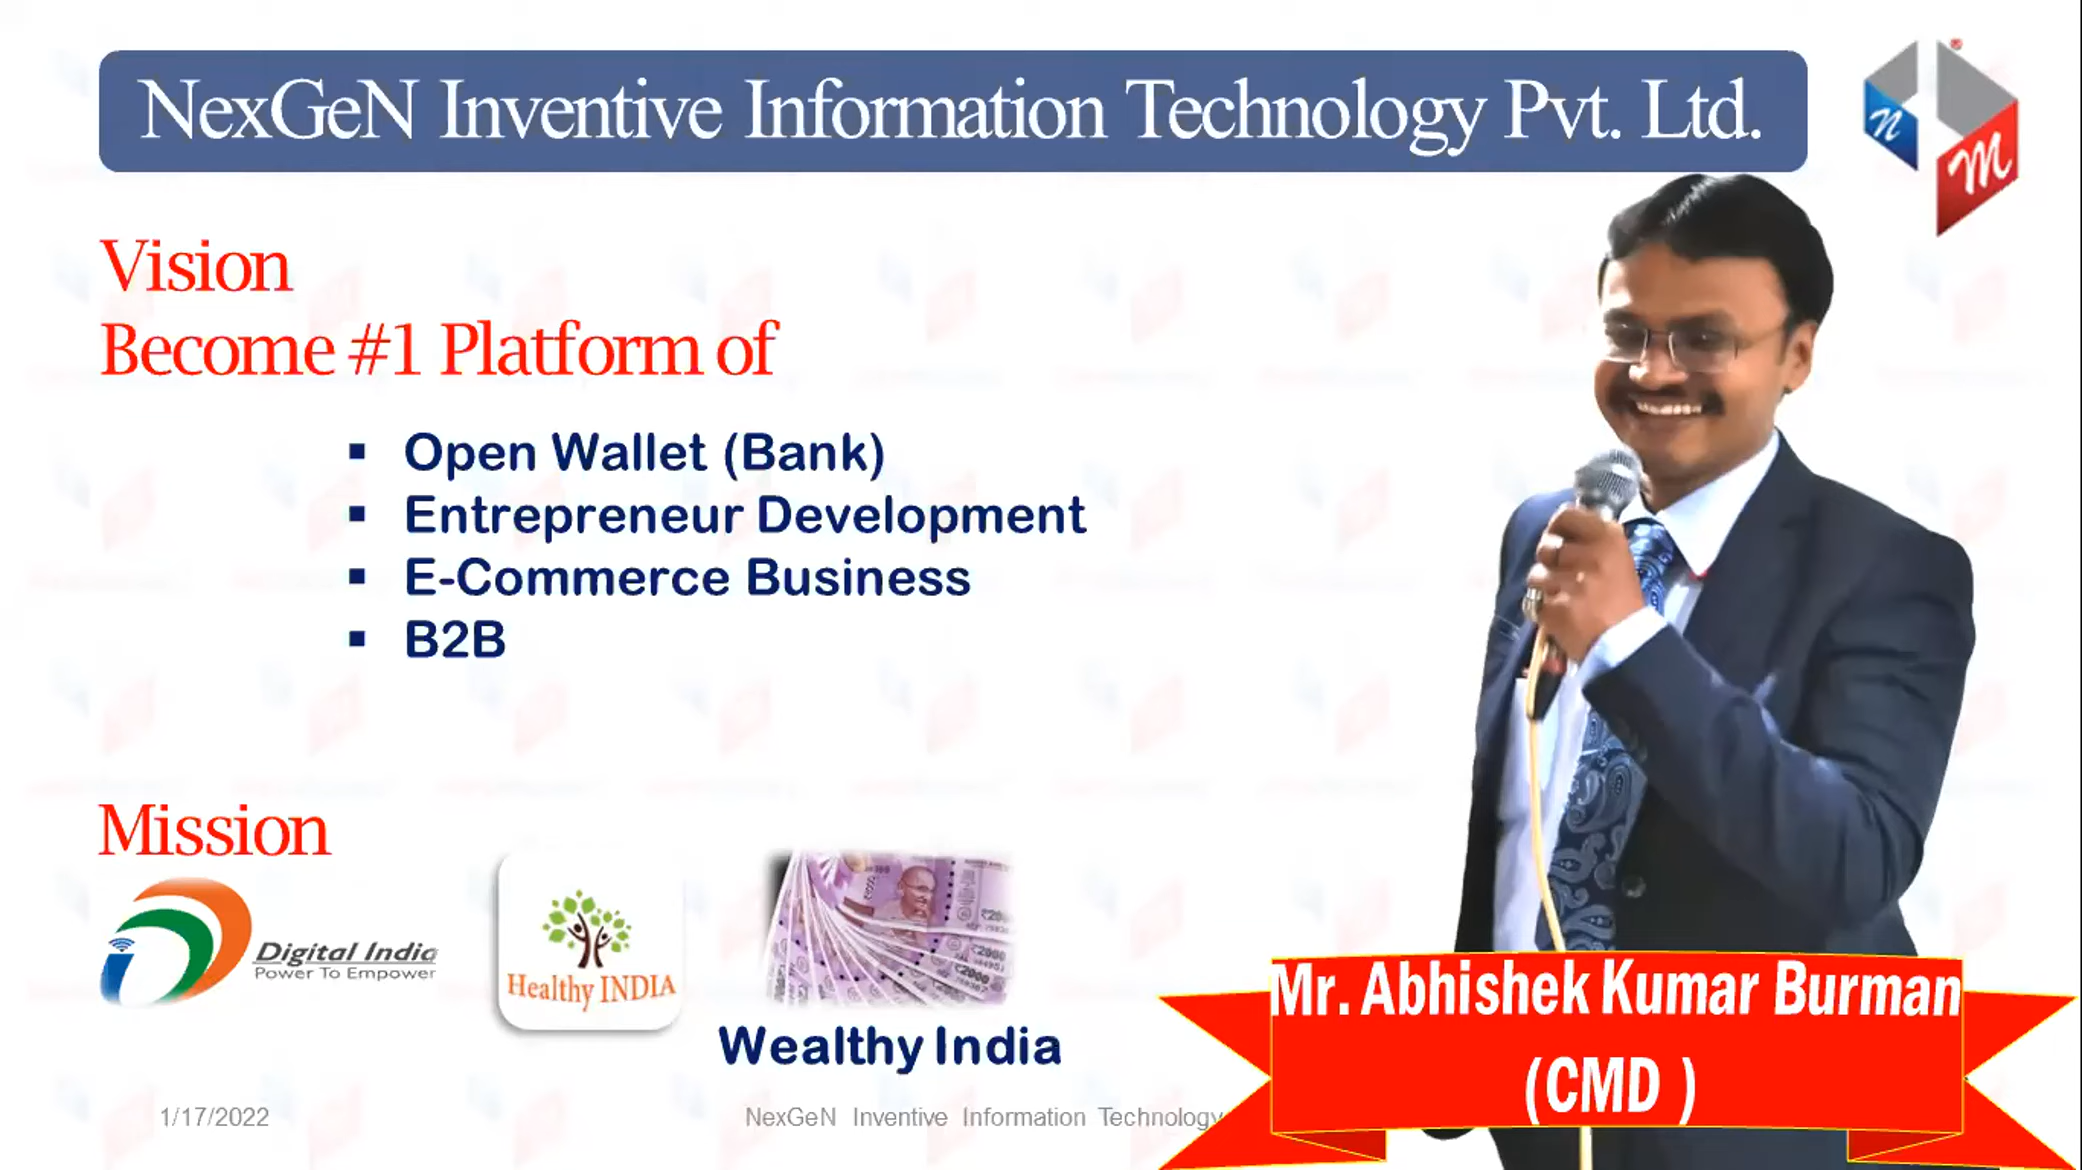 NexGeN Inventive Information Technology Pvt. Ltd.
n
M
Vision
Become #1 Platform of
Open Wallet (Bank)
Entrepreneur Development
E-Commerce Business
B2B
Mission
Digital India
Power To Empower
Healthy INDIA
₹2000
Wealthy India
Mr. Abhishek Kumar Burman
(CMD )
1/17/2022
NexGeN Inventive Information Technology